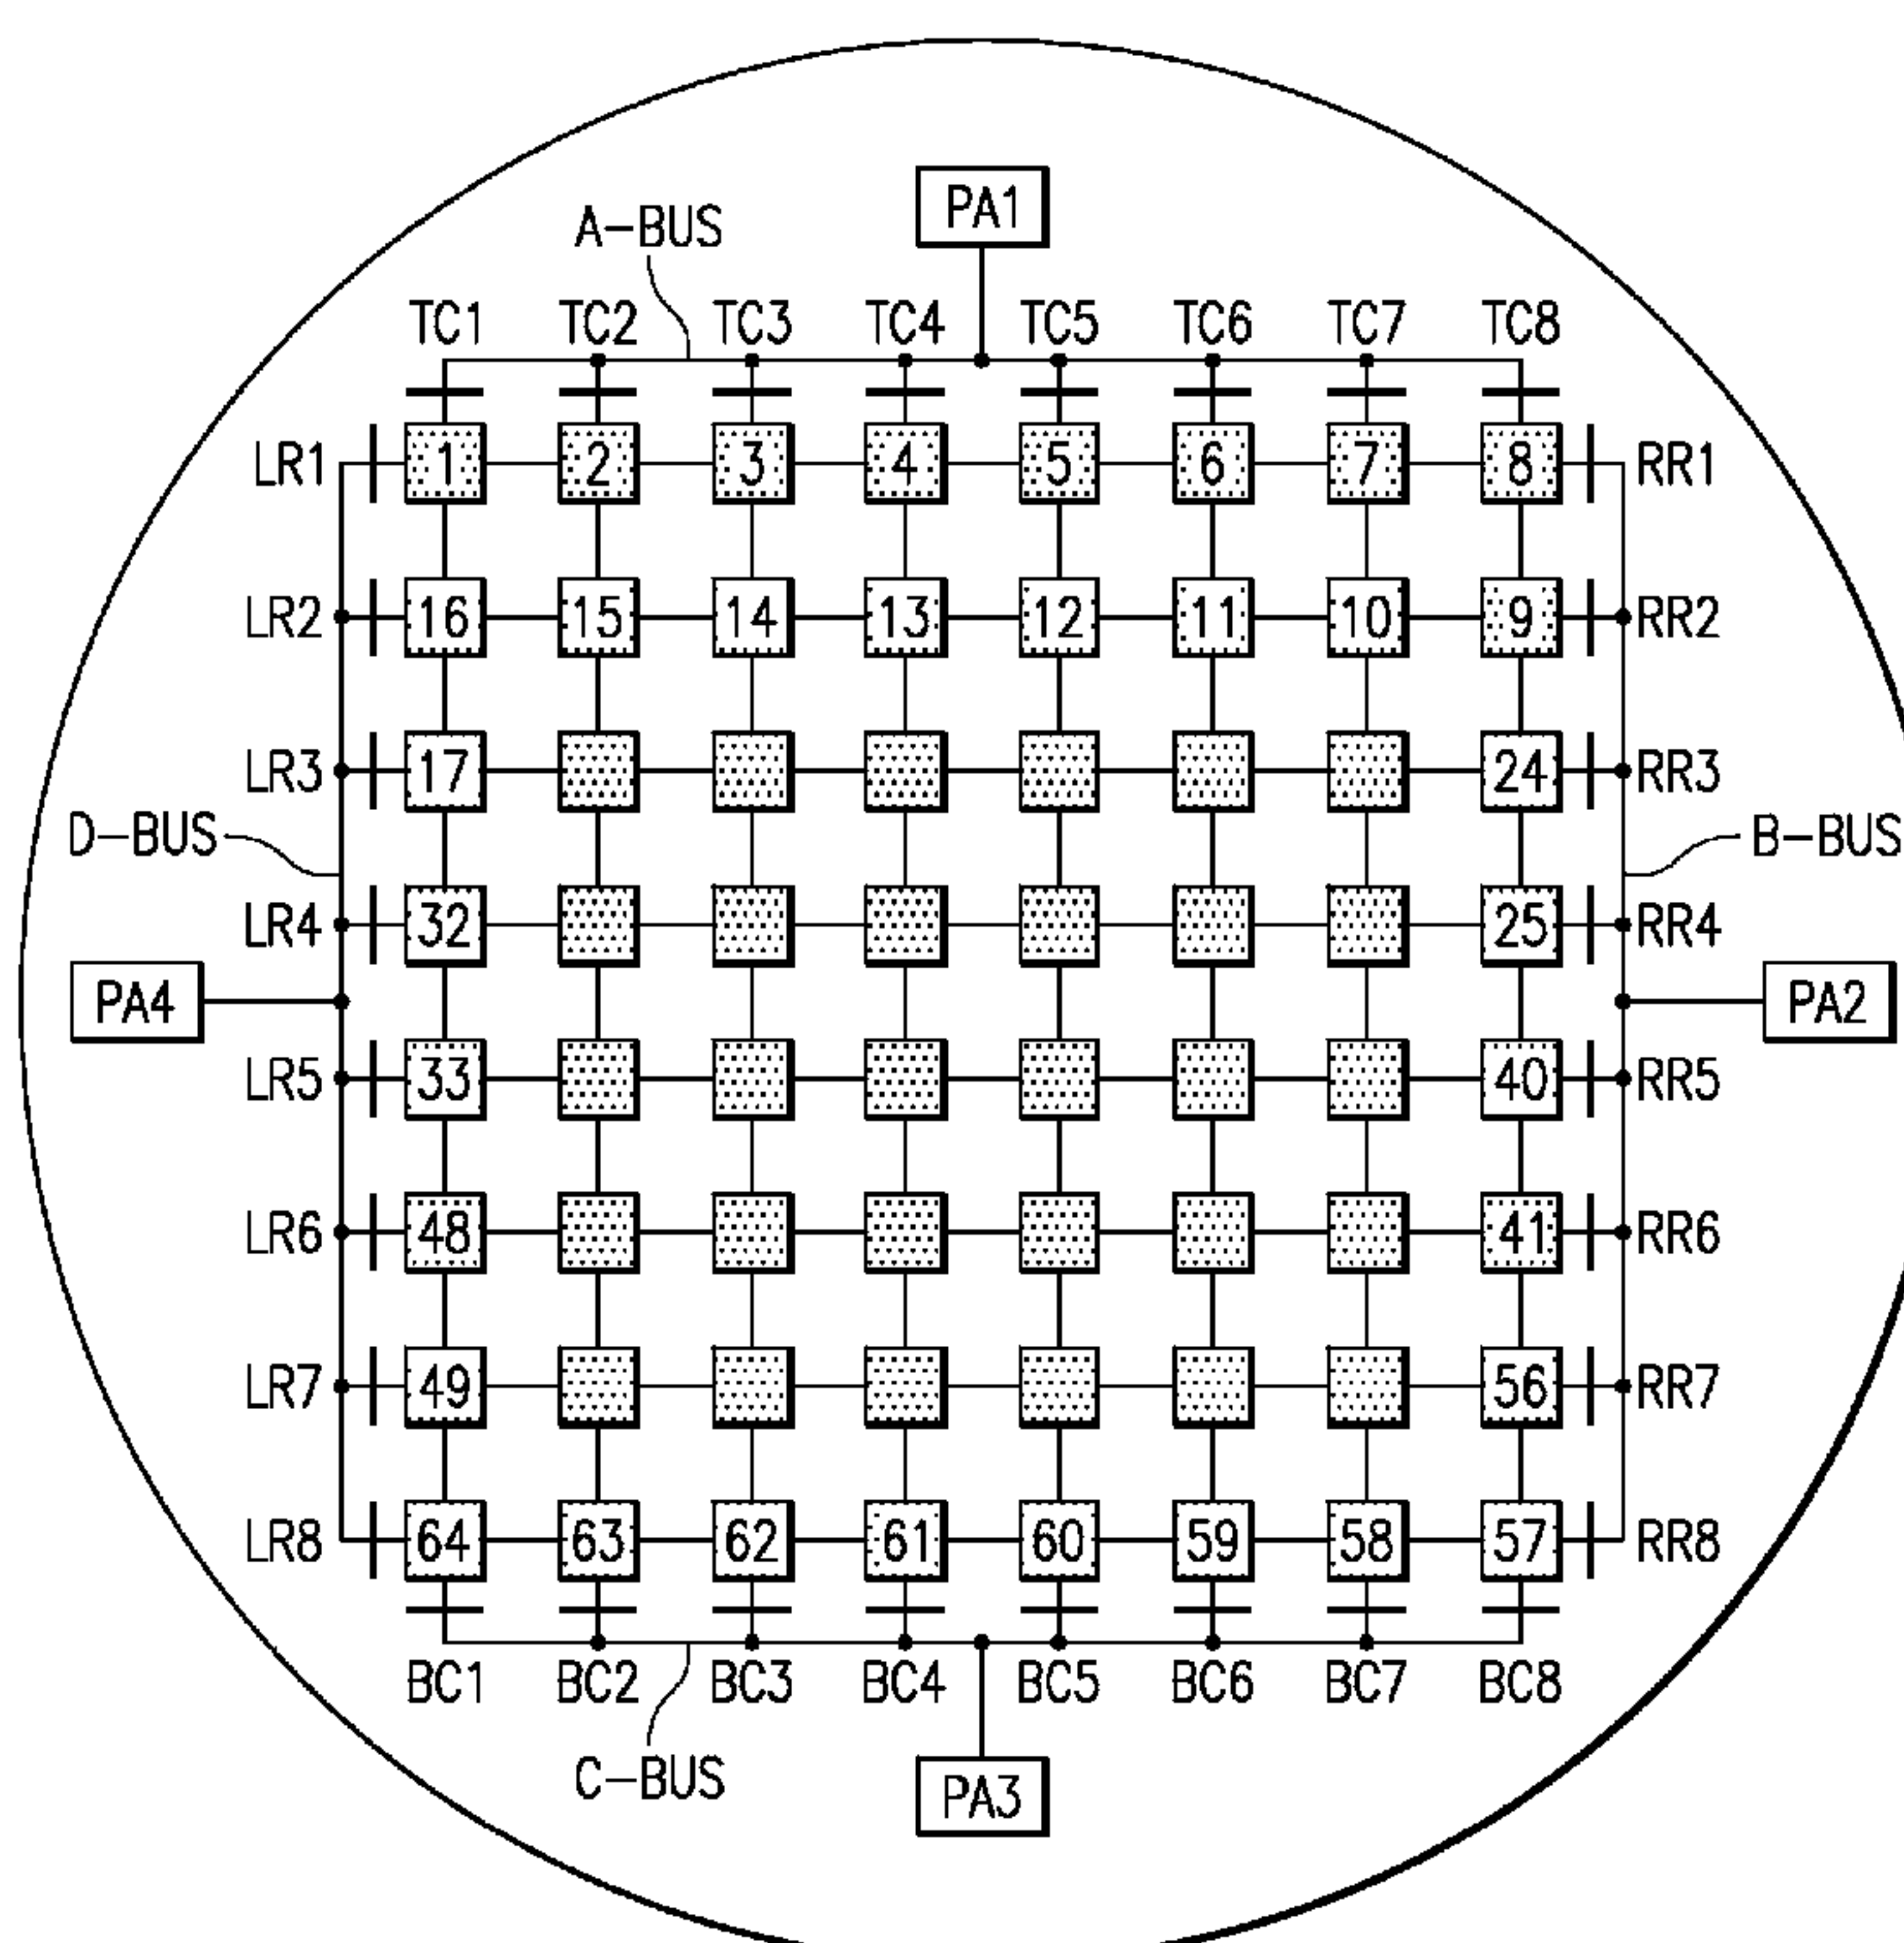 PA1
A-BUS
TC1 TC2 TC3 TC4 TC5 TC6 TC7 TC8
LR1 1 2 3 4 5 6 7 8 RR1
LR2 16 15 14 13 12 11 10 9 RR2
LR3 17 24 RR3
D-BUS B-BUS
LR4 32 25 RR4
PA4 PA2
LR5 33 40 RR5
LR6 48 41 RR6
LR7 49 56 RR7
LR8 64 63 62 61 60 59 58 57 RR8
BC1 BC2 BC3 BC4 BC5 BC6 BC7 BC8
C-BUS
PA3